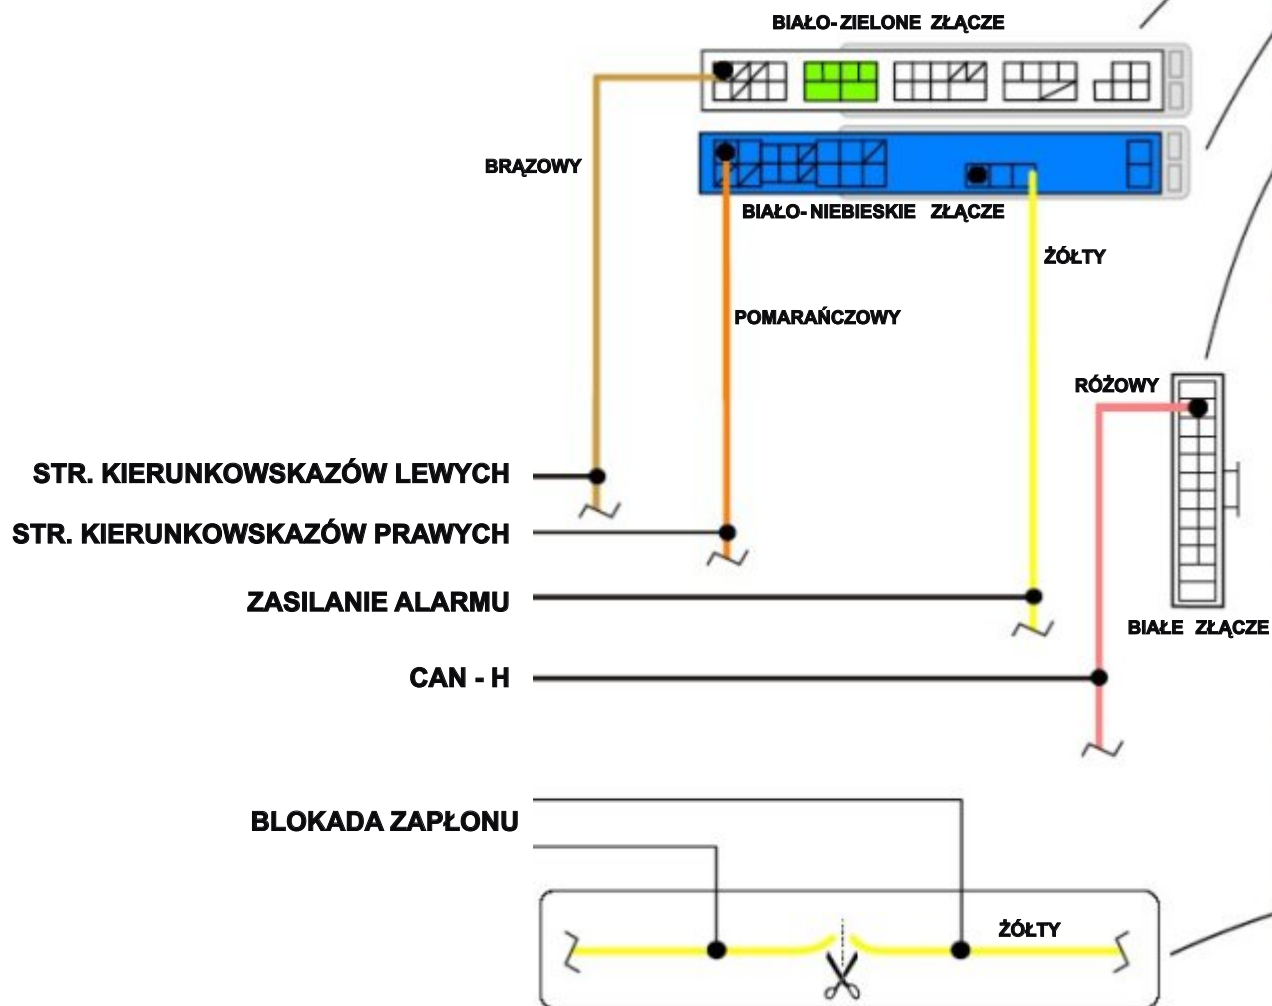 BIAŁO-ZIELONE ZŁĄCZE
BRĄZOWY
BIAŁO-NIEBIESKIE ZŁĄCZE
ŻÓŁTY
POMARAŃCZOWY
RÓŻOWY
STR. KIERUNKOWSKAZÓW LEWYCH
STR. KIERUNKOWSKAZÓW PRAWYCH
ZASILANIE ALARMU
BIAŁE ZŁĄCZE
CAN - H
BLOKADA ZAPŁONU
ŻÓŁTY